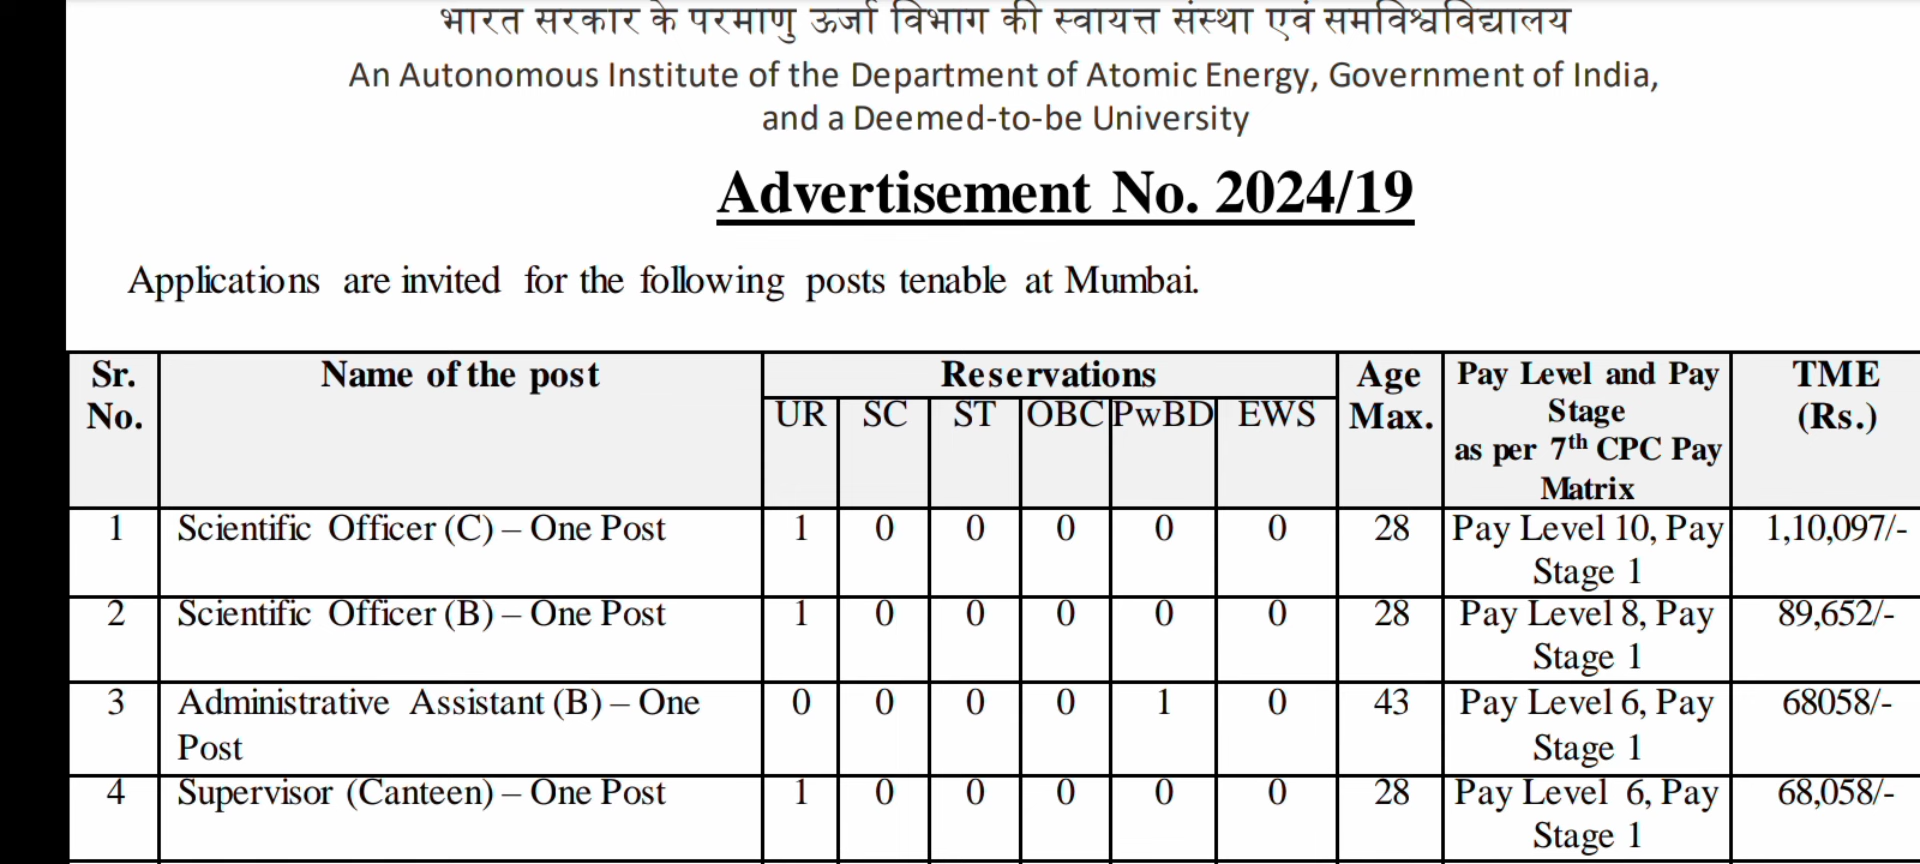 भारत सरकार के परमाणु ऊर्जा विभाग की स्वायत्त संस्था एवं समविश्वविद्यालय
An Autonomous Institute of the Department of Atomic Energy, Government of India,
and a Deemed-to-be University
Advertisement No. 2024/19
Applications are invited for the following posts tenable at Mumbai.
Sr. No. Name of the post Reservations Age Max. Pay Level and Pay Stage as per 7th CPC Pay Matrix TME (Rs.)
UR SC ST OBC PwBD EWS
1 Scientific Officer (C) – One Post 1 0 0 0 0 0 28 Pay Level 10, Pay Stage 1 1,10,097/-
2 Scientific Officer (B) – One Post 1 0 0 0 0 0 28 Pay Level 8, Pay Stage 1 89,652/-
3 Administrative Assistant (B) – One Post 0 0 0 0 1 0 43 Pay Level 6, Pay Stage 1 68058/-
4 Supervisor (Canteen) – One Post 1 0 0 0 0 0 28 Pay Level 6, Pay Stage 1 68,058/-